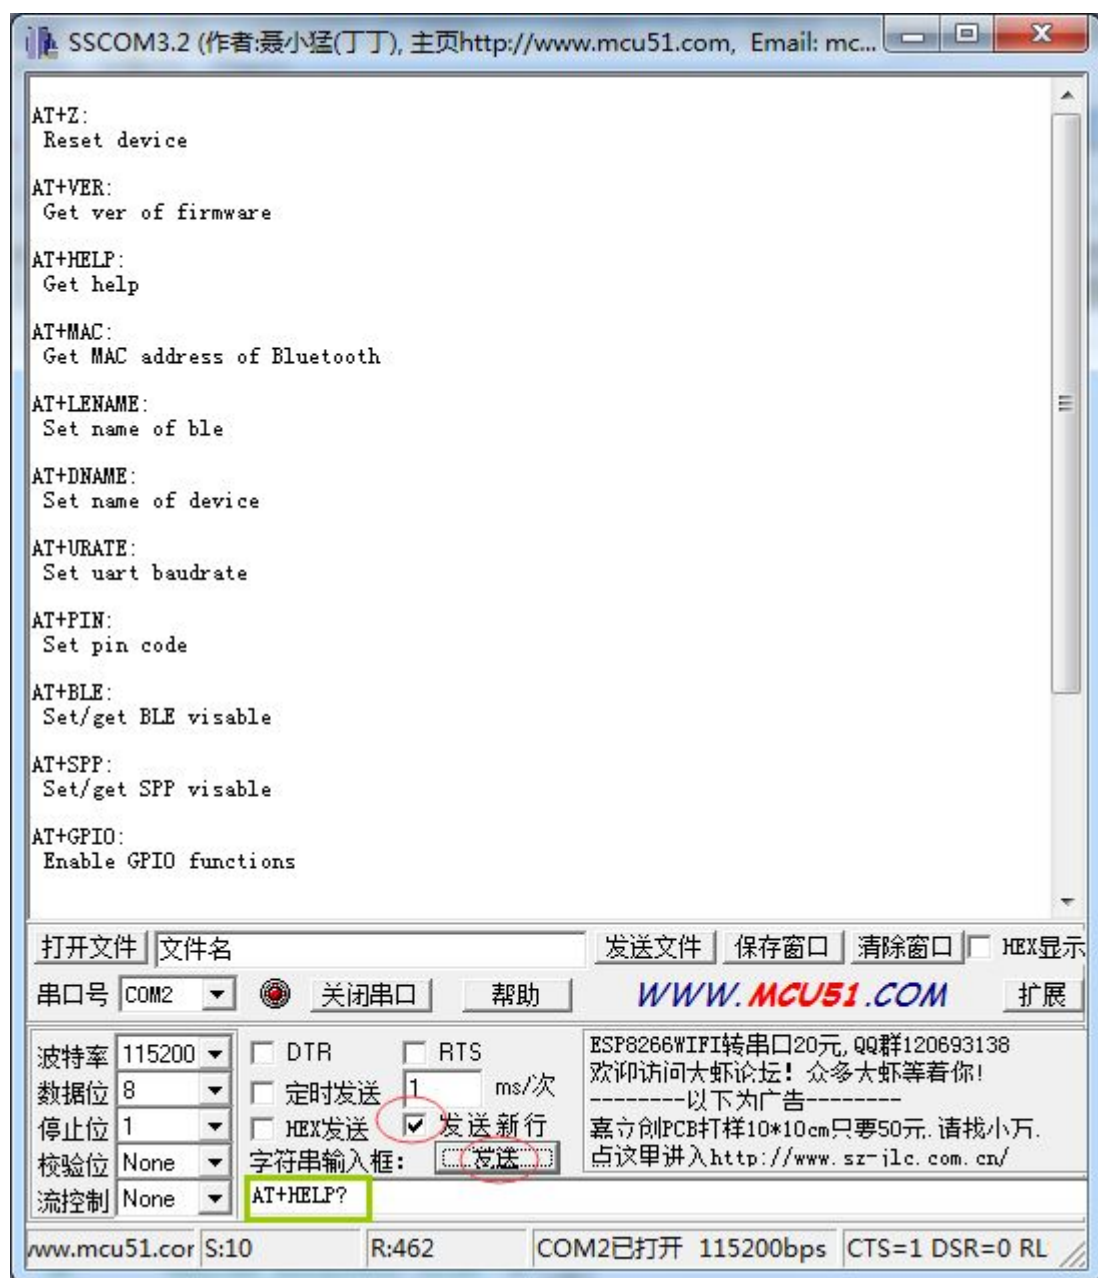 SSCOM3.2 (作者:聂小猛(丁丁), 主页http://www.mcu51.com, Email: mc...
AT+Z:
Reset device
AT+VER:
Get ver of firmware
AT+HELP:
Get help
AT+MAC:
Get MAC address of Bluetooth
AT+LENAME:
Set name of ble
AT+DNAME:
Set name of device
AT+URATE:
Set uart baudrate
AT+PIN:
Set pin code
AT+BLE:
Set/get BLE visable
AT+SPP:
Set/get SPP visable
AT+GPIO:
Enable GPIO functions
打开文件 文件名 发送文件 保存窗口 清除窗口 HEX显示
串口号 COM2 关闭串口 帮助 WWW.MCU51.COM 扩展
波特率 115200 DTR RTS
数据位 8 定时发送 1 ms/次
停止位 1 HEX发送 发送新行
校验位 None 字符串输入框: 发送
流控制 None AT+HELP?
ESP8266WIFI转串口20元,QQ群120693138
欢迎访问大虾论坛! 众多大虾等着你!
--------以下为广告--------
嘉立创PCB打样10*10cm只要50元.请找小万.
点这里进入http://www.sz-jlc.com.cn/
www.mcu51.cor S:10 R:462 COM2已打开 115200bps CTS=1 DSR=0 RL